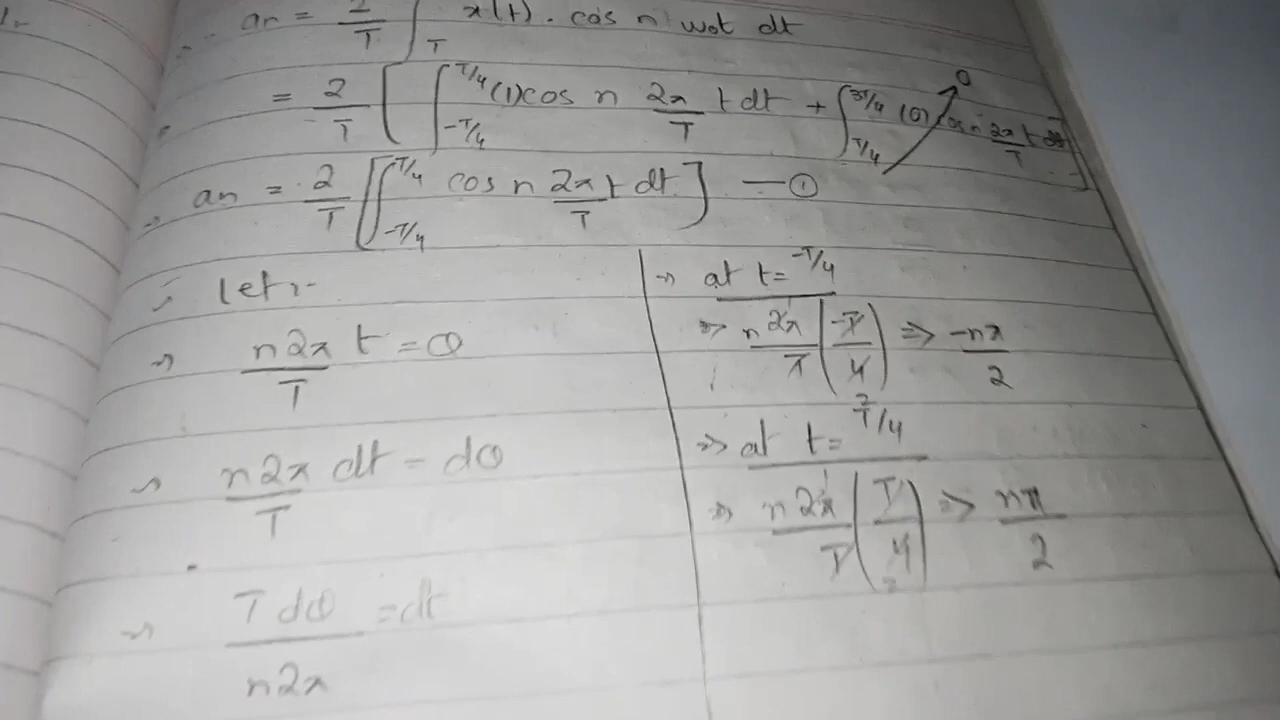 an = 2/T ∫T x(t) . cos n w0t dt
= 2/T [ ∫-T/4^T/4 (1) cos n 2π/T t dt + ∫T/4^3T/4 (0) cos n 2π/T t dt ] 0
an = 2/T [ ∫-T/4^T/4 cos n 2π/T t dt ] — ①
let:-
→ n2π/T t = θ
→ n2π/T dt = dθ
→ T dθ/n2π = dt
→ at t = -T/4
⇒ n2π/T (-T/4) ⇒ -nπ/2
⇒ at t = T/4
⇒ n2π/T (T/4) ⇒ nπ/2